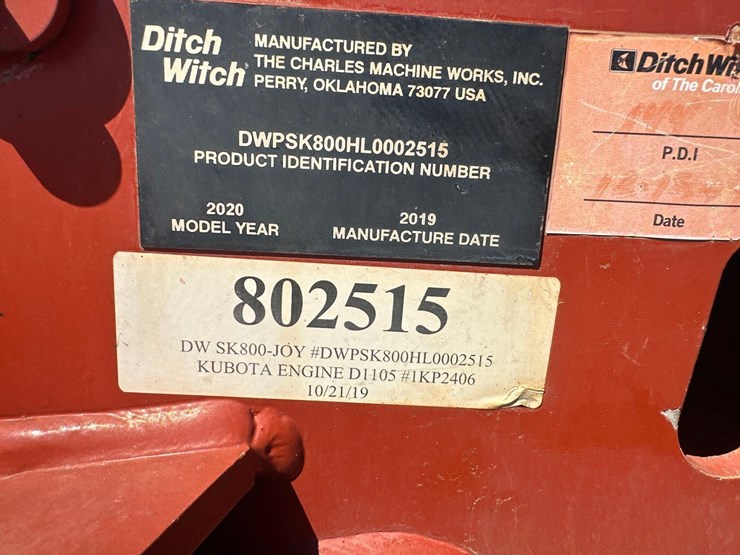 Ditch
Witch
MANUFACTURED BY
THE CHARLES MACHINE WORKS, INC.
PERRY, OKLAHOMA 73077 USA
DWPSK800HL0002515
PRODUCT IDENTIFICATION NUMBER
2020
MODEL YEAR
2019
MANUFACTURE DATE
Ditch Wi
of The Carol
P.D.I
Date
802515
DW SK800-JOY #DWPSK800HL0002515
KUBOTA ENGINE D1105 #1KP2406
10/21/19